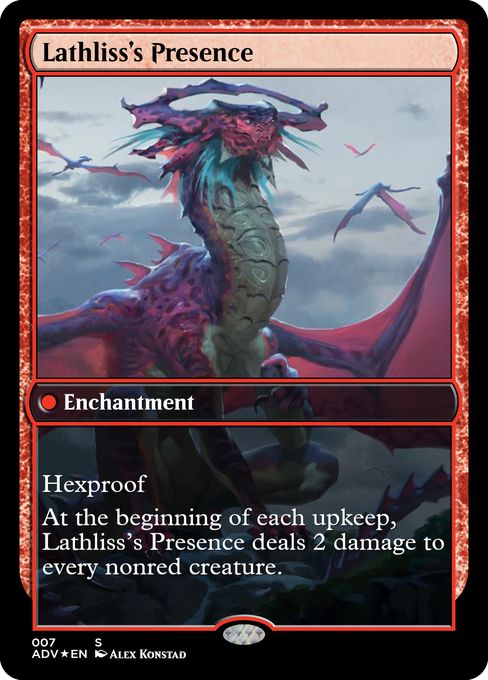 Lathliss's Presence
Enchantment
Hexproof
At the beginning of each upkeep,
Lathliss's Presence deals 2 damage to
every nonred creature.
007 S
ADV★EN Alex Konstad